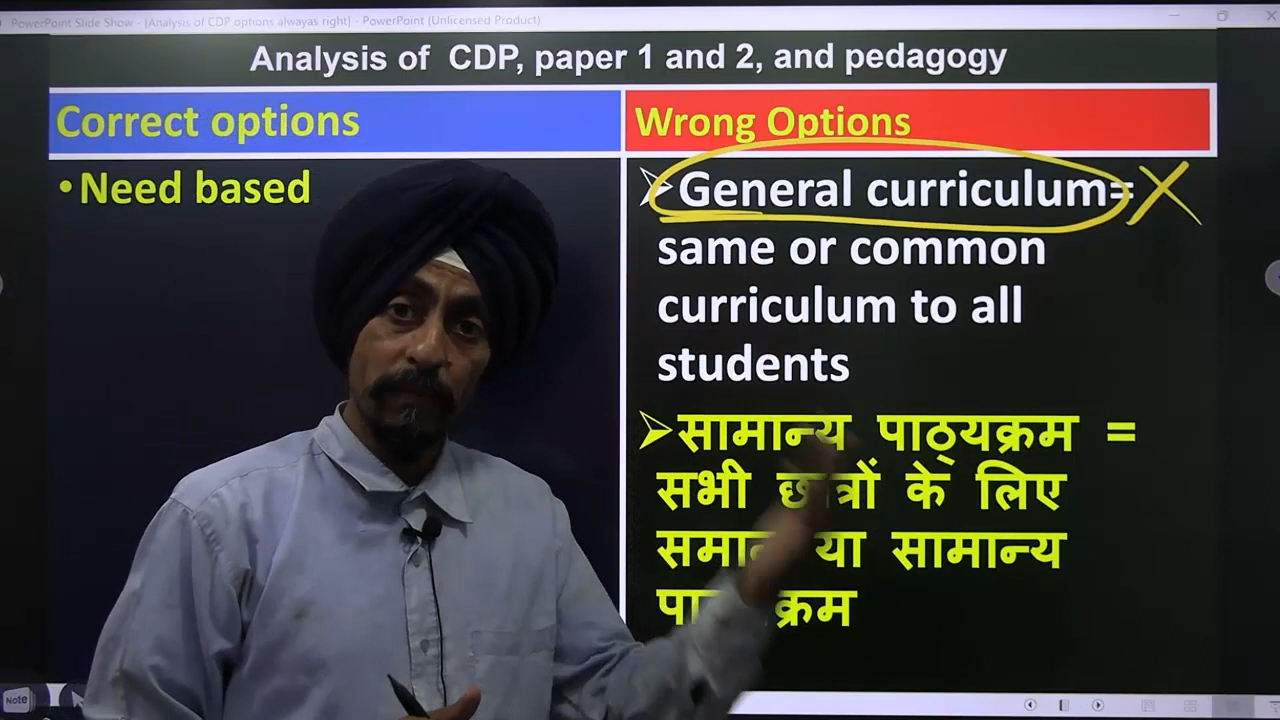 PowerPoint Slide Show - [Analysis of CDP options alwayas right] - PowerPoint (Unlicensed Product)
Analysis of CDP, paper 1 and 2, and pedagogy
Correct options
Wrong Options
•Need based
➢General curriculum=
same or common
curriculum to all
students
➢सामान्य पाठ्यक्रम =
सभी छात्रों के लिए
समान या सामान्य
Note